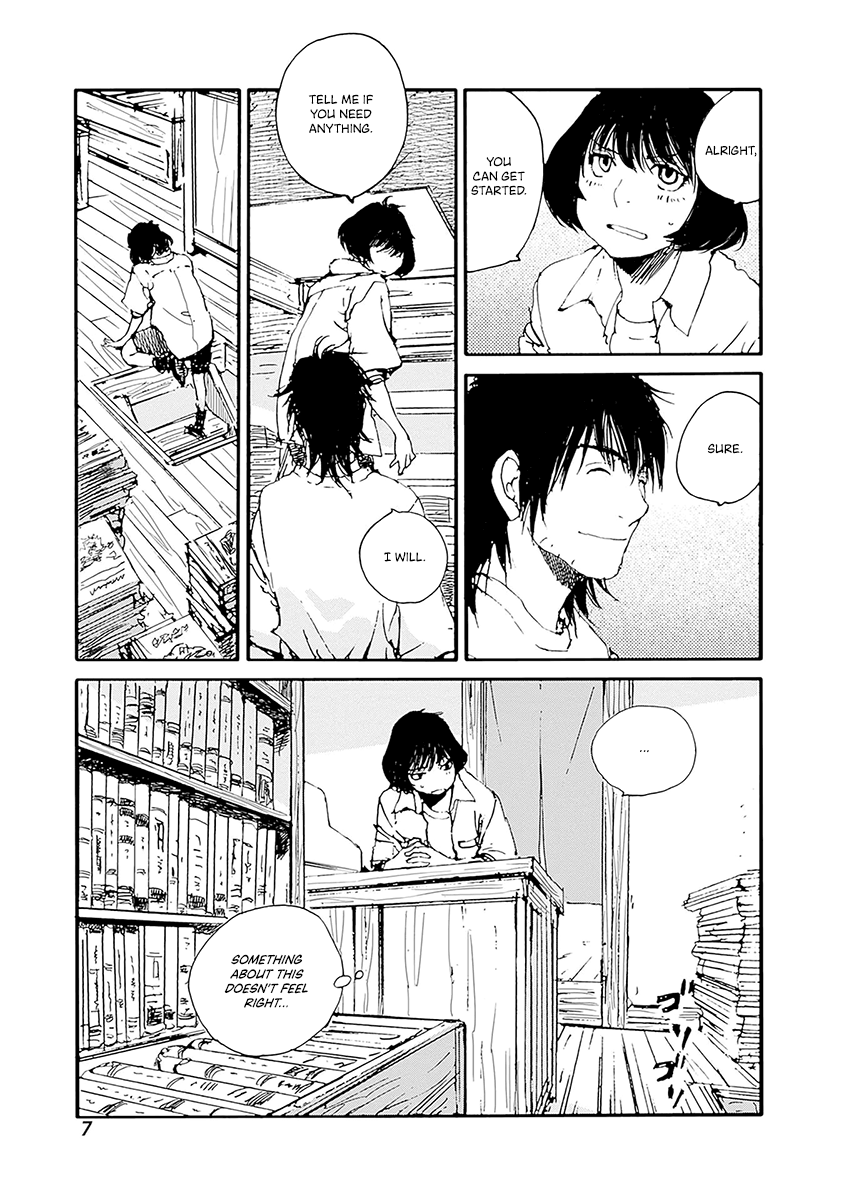 ALRIGHT,
YOU
CAN GET
STARTED.
SURE.
TELL ME IF
YOU NEED
ANYTHING.
I WILL.
...
SOMETHING
ABOUT THIS
DOESN'T FEEL
RIGHT...
7